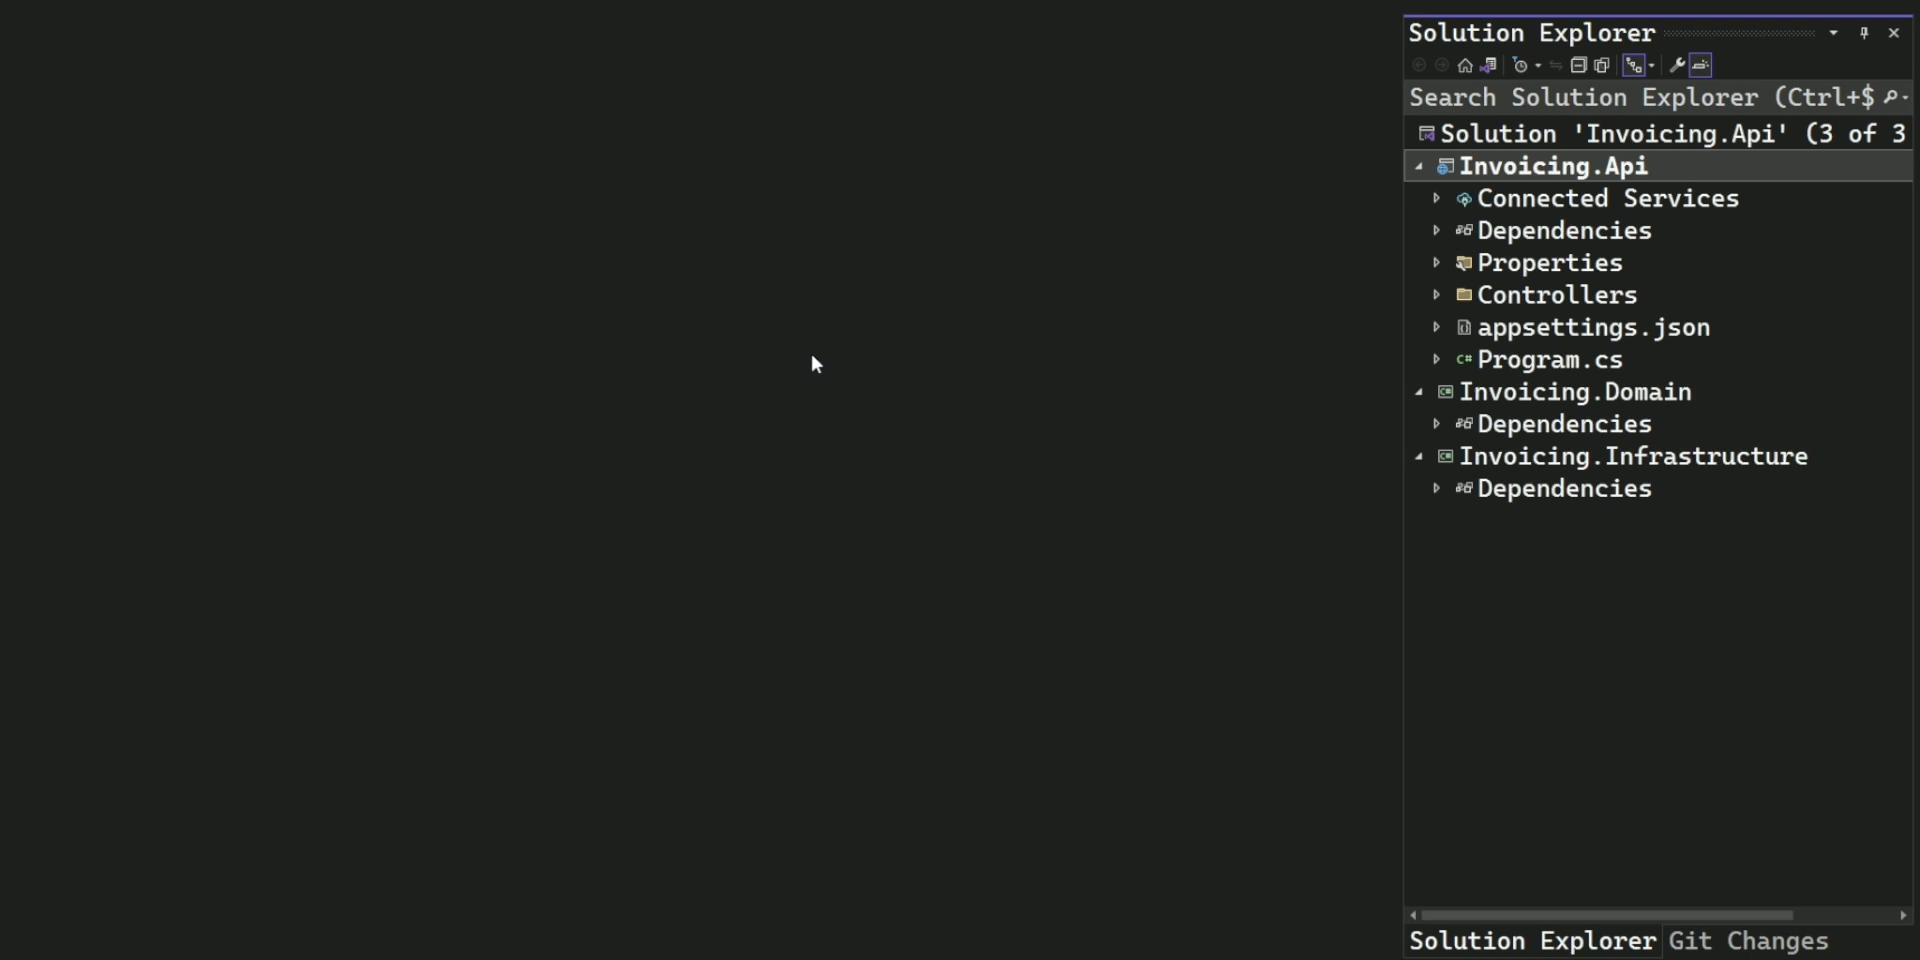 Solution Explorer
Search Solution Explorer (Ctrl+$
Solution 'Invoicing.Api' (3 of 3
Invoicing.Api
Connected Services
Dependencies
Properties
Controllers
appsettings.json
C# Program.cs
Invoicing.Domain
Dependencies
Invoicing.Infrastructure
Dependencies
Solution Explorer Git Changes